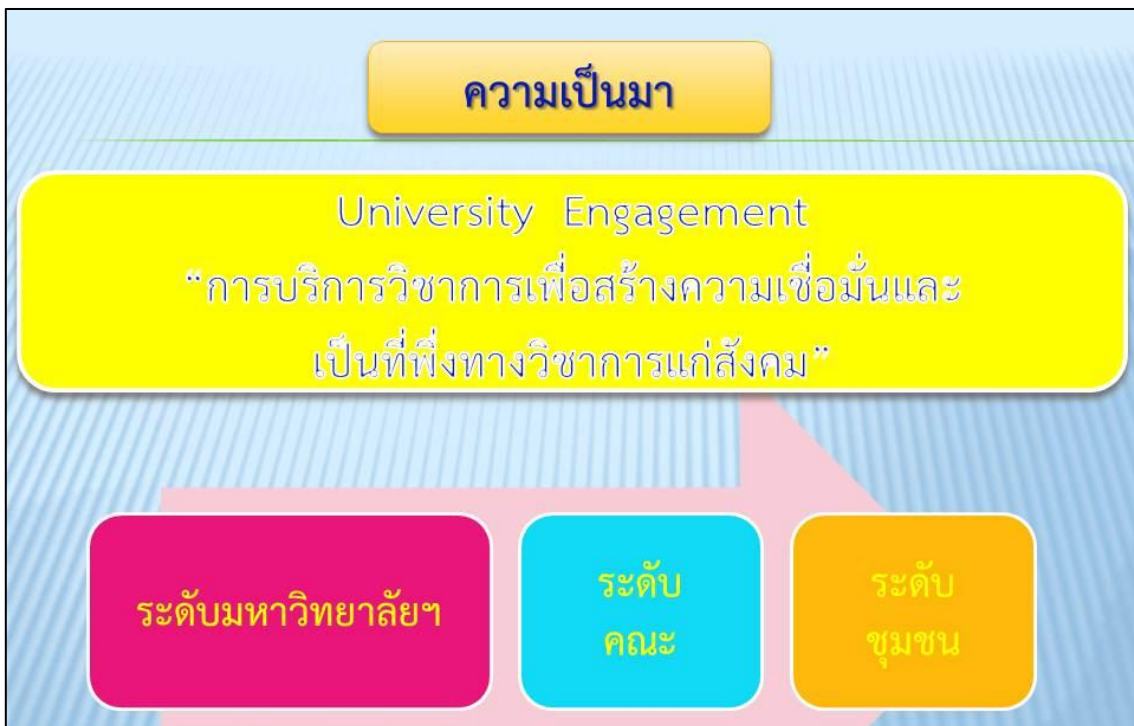 ความเป็นมา
University Engagement
“การบริการวิชาการเพื่อสร้างความเชื่อมั่นและ
เป็นที่พึ่งทางวิชาการแก่สังคม”
ระดับมหาวิทยาลัยฯ
ระดับ
คณะ
ระดับ
ชุมชน